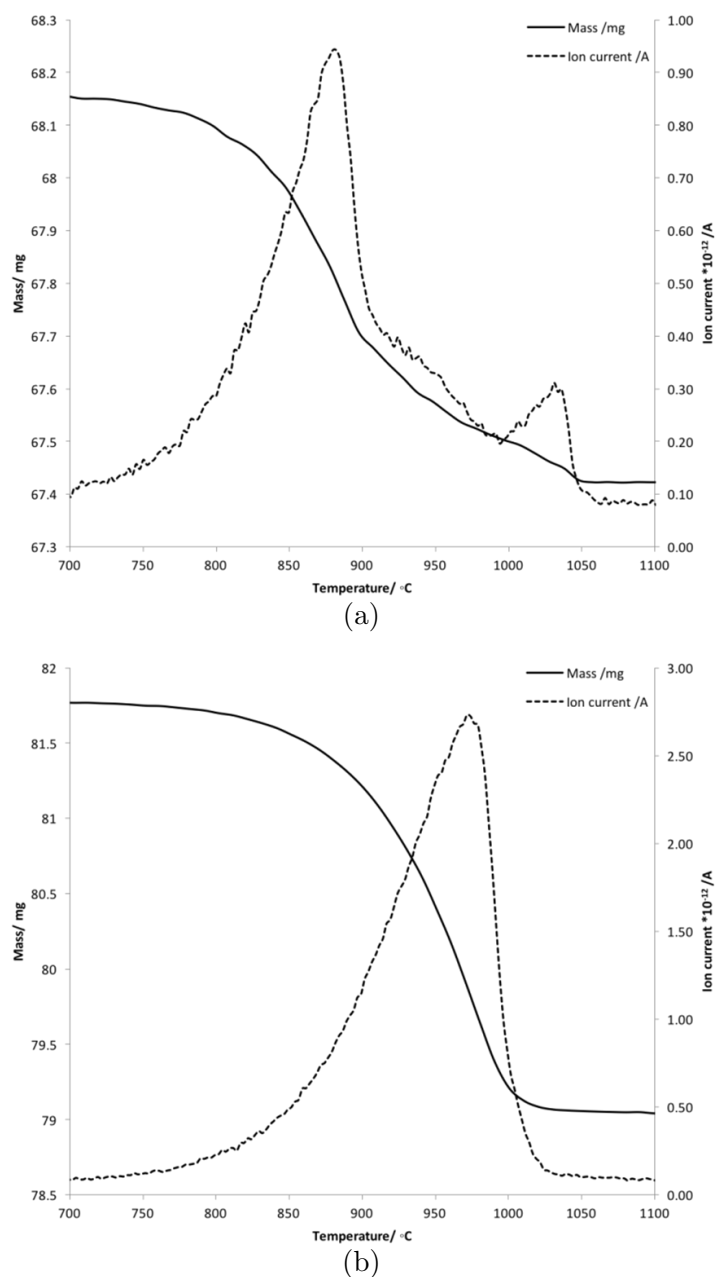 68.3
68.2
68.1
68
67.9
67.8
67.7
67.6
67.5
67.4
67.3
Mass/ mg
700 750 800 850 900 950 1000 1050 1100
Temperature/ ◦C
1.00
0.90
0.80
0.70
0.60
0.50
0.40
0.30
0.20
0.10
0.00
Ion current *10⁻¹² /A
Mass /mg
Ion current /A
(a)
82
81.5
81
80.5
80
79.5
79
78.5
Mass/ mg
700 750 800 850 900 950 1000 1050 1100
Temperature/ ◦C
3.00
2.50
2.00
1.50
1.00
0.50
0.00
Ion current *10⁻¹² /A
Mass /mg
Ion current /A
(b)